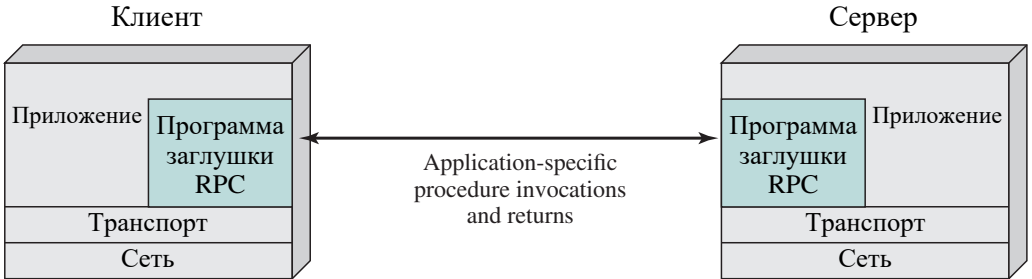 Клиент
Сервер
Приложение
Программа
заглушки
RPC
Транспорт
Сеть
Application-specific
procedure invocations
and returns
Программа
заглушки
RPC
Приложение
Транспорт
Сеть